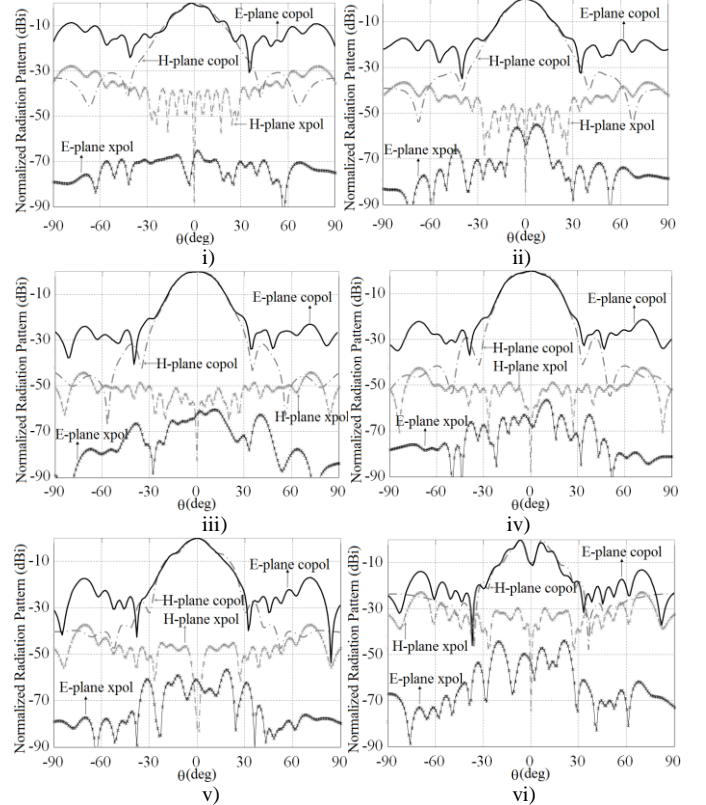 Normalized Radiation Pattern (dBi)
-10
-30
-50
-70
-90
E-plane copol
H-plane copol
H-plane xpol
E-plane xpol
-90 -60 -30 0 30 60 90
θ(deg)
i)
Normalized Radiation Pattern (dBi)
-10
-30
-50
-70
-90
E-plane copol
H-plane copol
H-plane xpol
E-plane xpol
-90 -60 -30 0 30 60 90
θ(deg)
ii)
Normalized Radiation Pattern (dBi)
-10
-30
-50
-70
-90
E-plane copol
H-plane copol
H-plane xpol
E-plane xpol
-90 -60 -30 0 30 60 90
θ(deg)
iii)
Normalized Radiation Pattern (dBi)
-10
-30
-50
-70
-90
E-plane copol
H-plane copol
H-plane xpol
E-plane xpol
-90 -60 -30 0 30 60 90
θ(deg)
iv)
Normalized Radiation Pattern (dBi)
-10
-30
-50
-70
-90
E-plane copol
H-plane copol
H-plane xpol
E-plane xpol
-90 -60 -30 0 30 60 90
θ(deg)
v)
Normalized Radiation Pattern (dBi)
-10
-30
-50
-70
-90
E-plane copol
H-plane copol
H-plane xpol
E-plane xpol
-90 -60 -30 0 30 60 90
θ(deg)
vi)